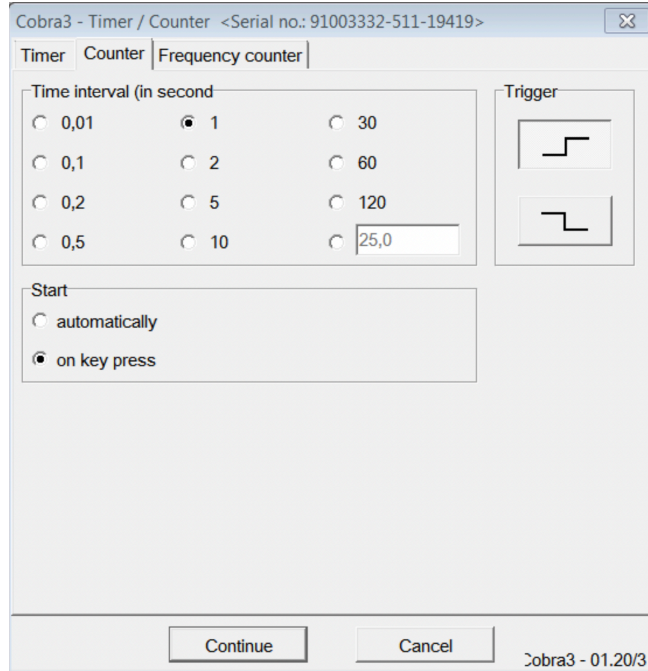 Cobra3 - Timer / Counter <Serial no.: 91003332-511-19419>
Timer Counter Frequency counter
Time interval (in second
Trigger
0,01 1 30
0,1 2 60
0,2 5 120
0,5 10 25,0
Start
automatically
on key press
Continue Cancel
Cobra3 - 01.20/3